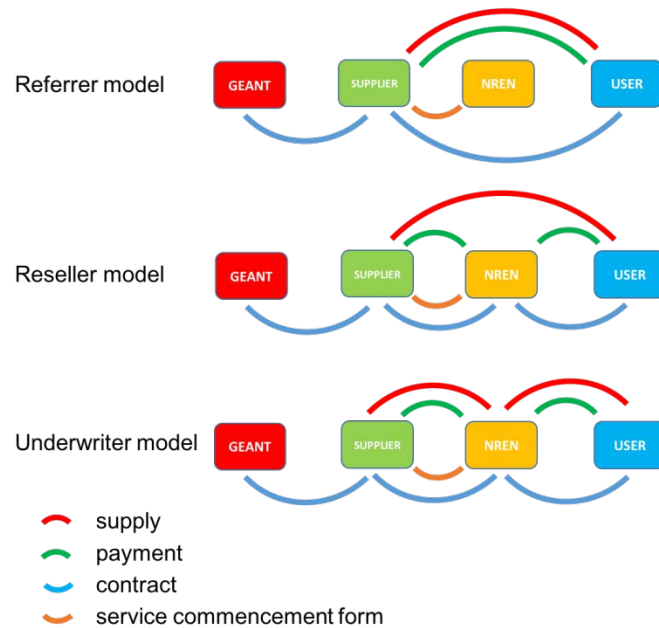 Referrer model
GEANT SUPPLIER NREN USER
Reseller model
GEANT SUPPLIER NREN USER
Underwriter model
GEANT SUPPLIER NREN USER
supply
payment
contract
service commencement form